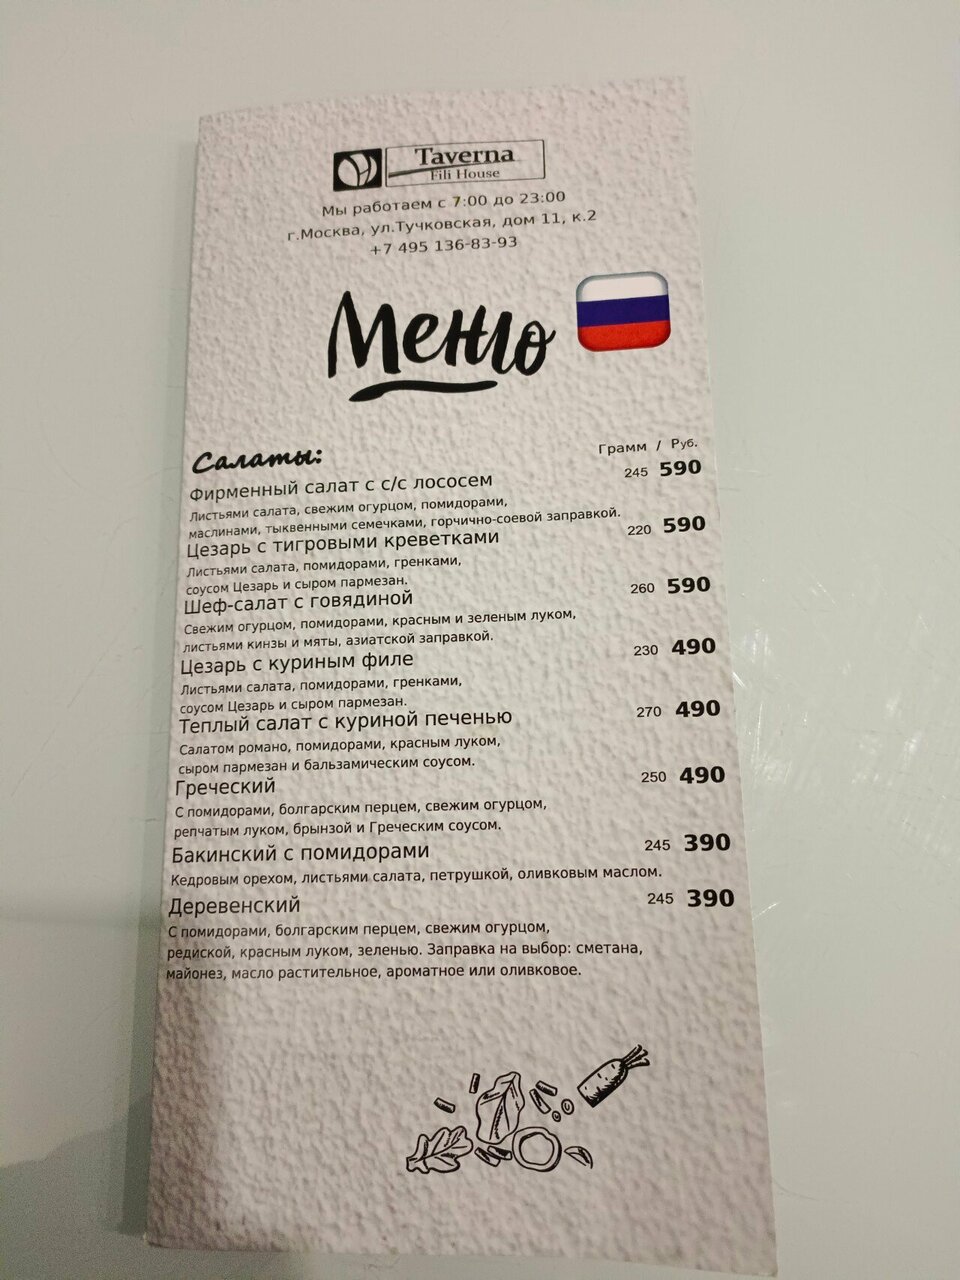 Taverna
Fili House
Мы работаем с 7:00 до 23:00
г.Москва, ул.Тучковская, дом 11, к.2
+7 495 136-83-93
Меню
Салаты:
Грамм / Руб.
Фирменный салат с с/с лососем 245 590
Листьями салата, свежим огурцом, помидорами,
маслинами, тыквенными семечками, горчично-соевой заправкой.
Цезарь с тигровыми креветками 220 590
Листьями салата, помидорами, гренками,
соусом Цезарь и сыром пармезан.
Шеф-салат с говядиной 260 590
Свежим огурцом, помидорами, красным и зеленым луком,
листьями кинзы и мяты, азиатской заправкой.
Цезарь с куриным филе 230 490
Листьями салата, помидорами, гренками,
соусом Цезарь и сыром пармезан.
Теплый салат с куриной печенью 270 490
Салатом романо, помидорами, красным луком,
сыром пармезан и бальзамическим соусом.
Греческий 250 490
С помидорами, болгарским перцем, свежим огурцом,
репчатым луком, брынзой и Греческим соусом.
Бакинский с помидорами 245 390
Кедровым орехом, листьями салата, петрушкой, оливковым маслом.
Деревенский 245 390
С помидорами, болгарским перцем, свежим огурцом,
редиской, красным луком, зеленью. Заправка на выбор: сметана,
майонез, масло растительное, ароматное или оливковое.